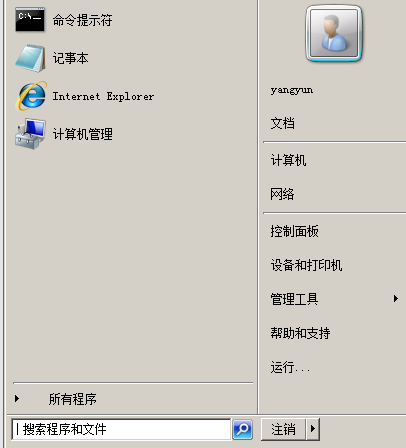 命令提示符
记事本
Internet Explorer
计算机管理
所有程序
搜索程序和文件
yangyun
文档
计算机
网络
控制面板
设备和打印机
管理工具
帮助和支持
运行...
注销